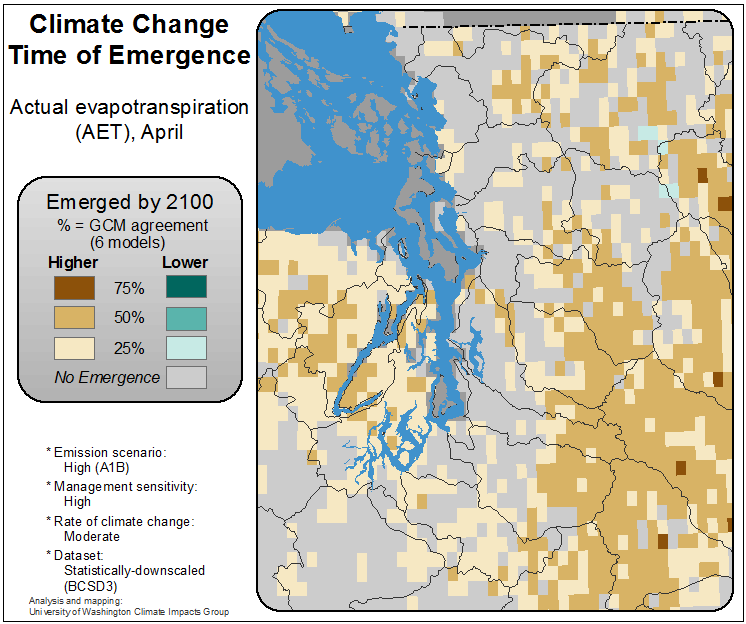 Climate Change
Time of Emergence
Actual evapotranspiration
(AET), April
Emerged by 2100
% = GCM agreement
(6 models)
Higher Lower
75%
50%
25%
No Emergence
* Emission scenario:
High (A1B)
* Management sensitivity:
High
* Rate of climate change:
Moderate
* Dataset:
Statistically-downscaled
(BCSD3)
Analysis and mapping:
University of Washington Climate Impacts Group